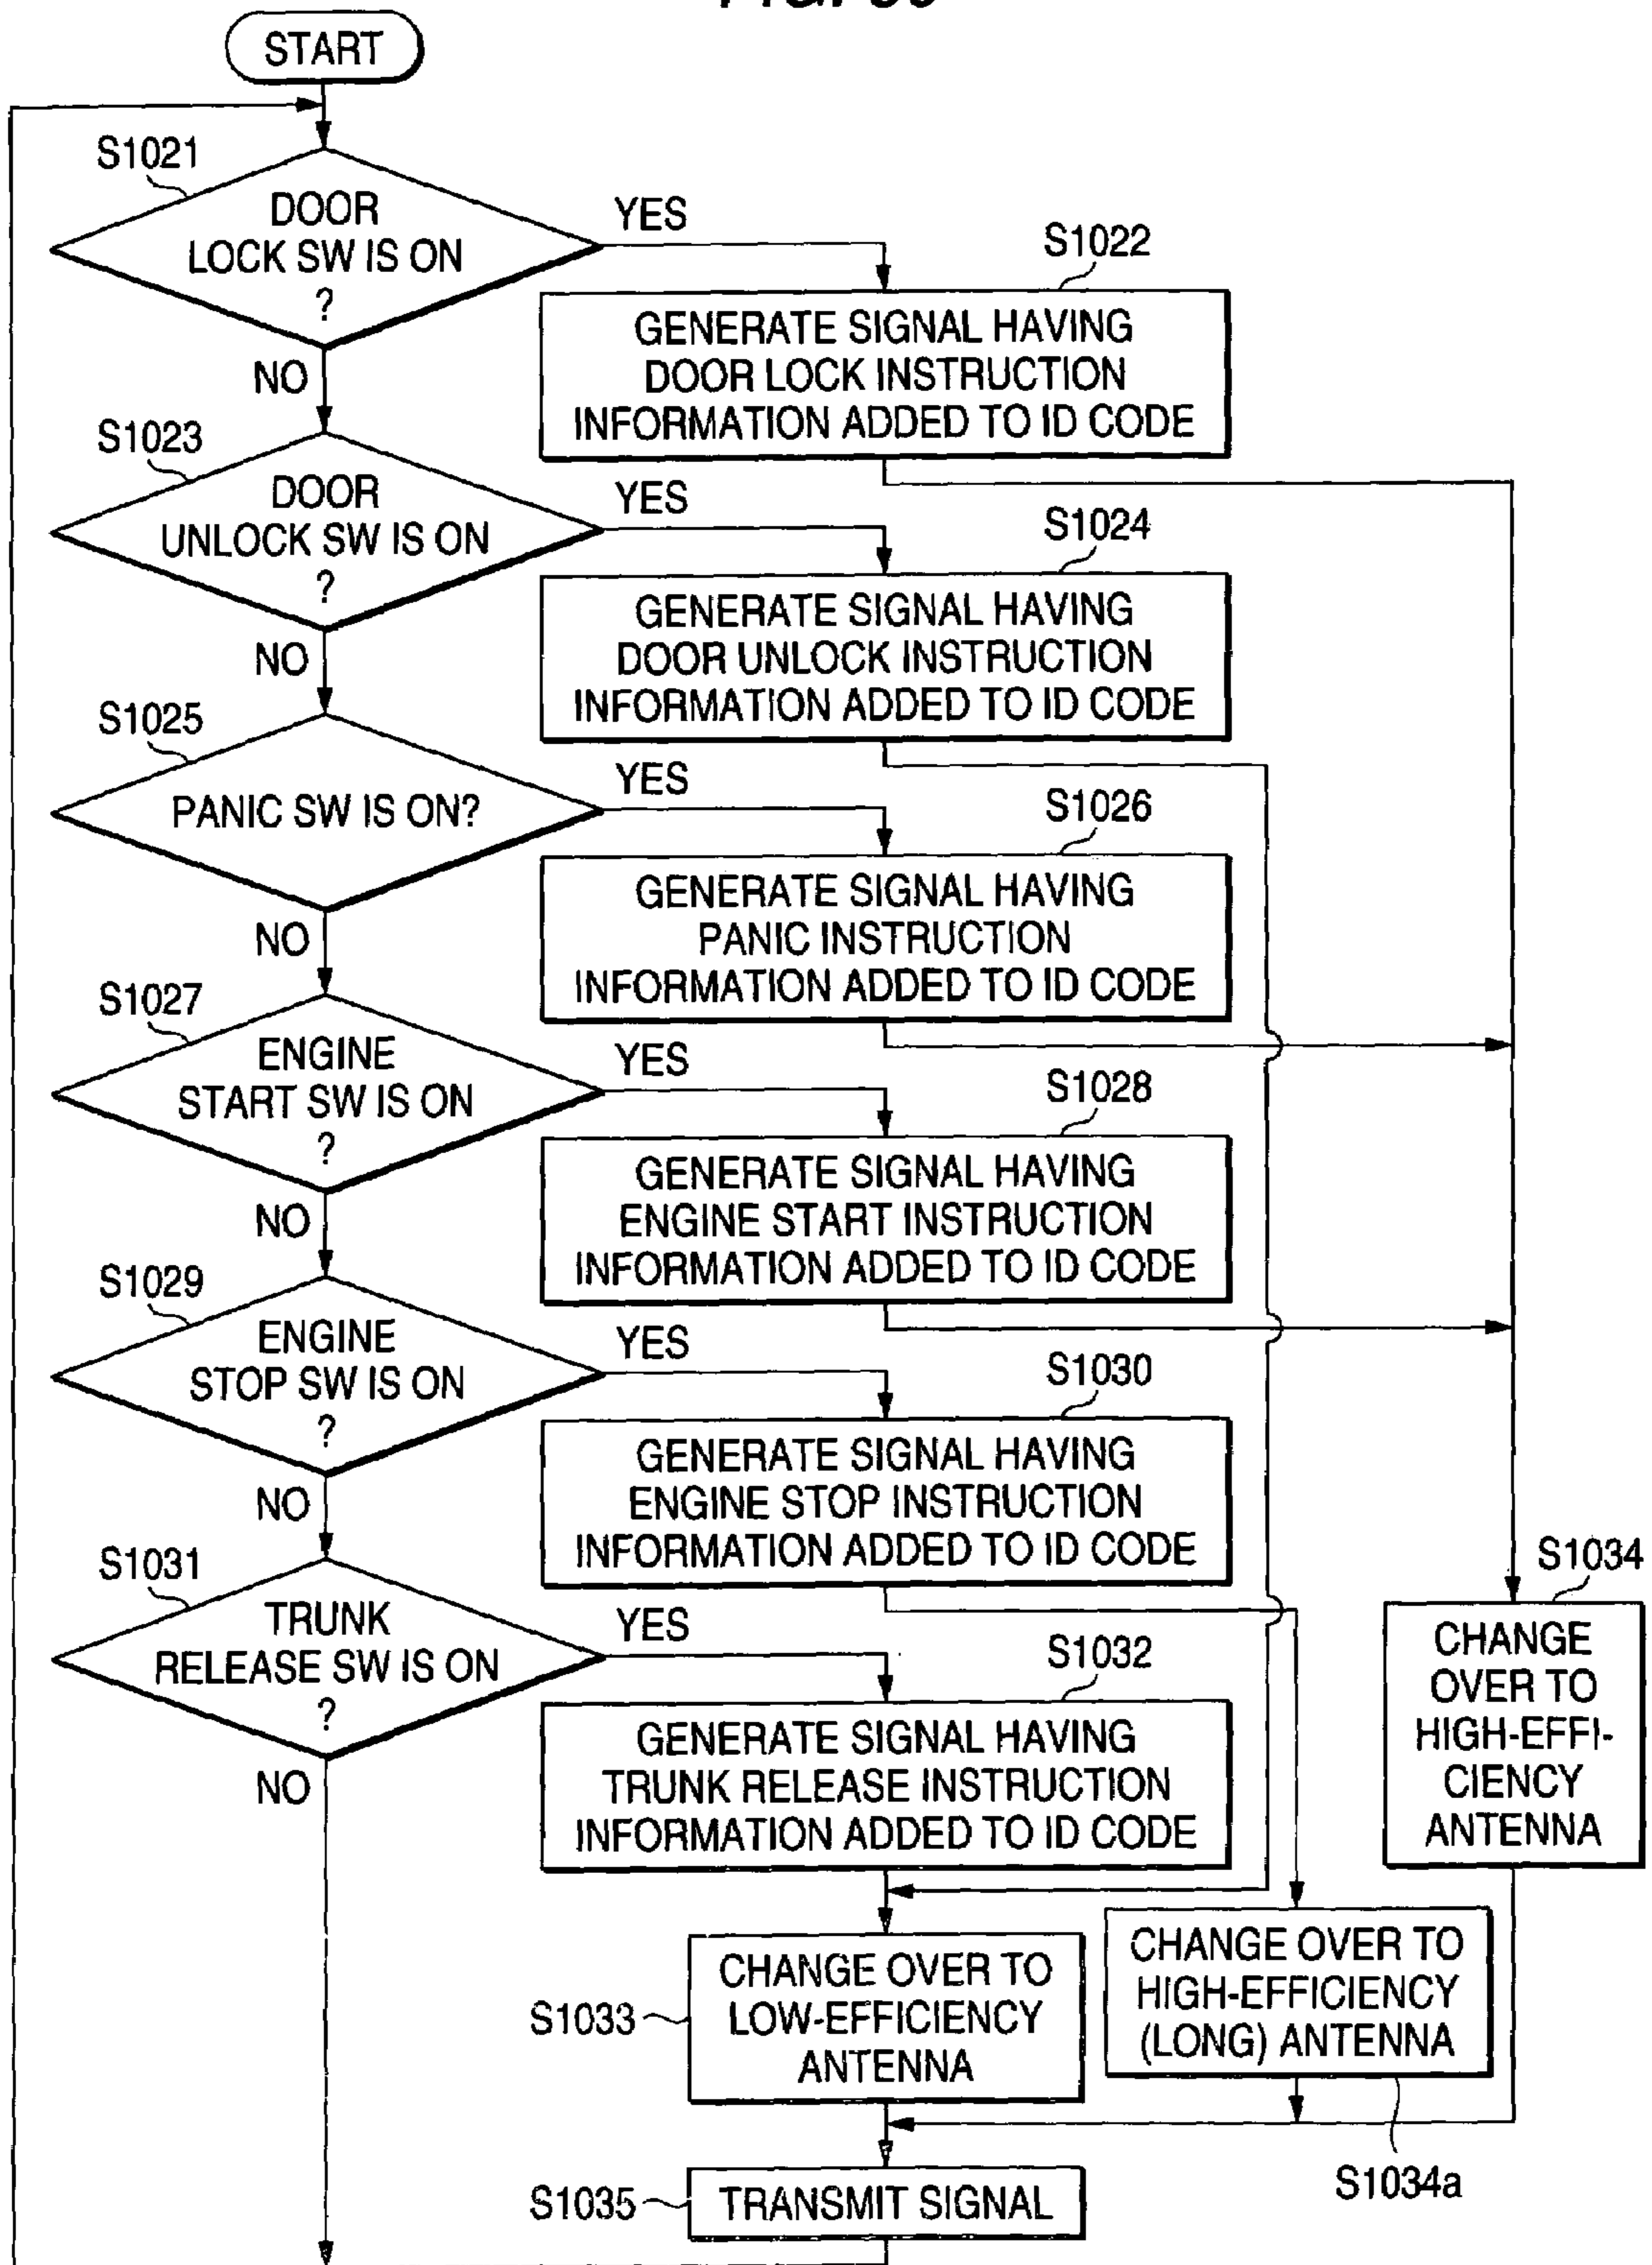 START
S1021
DOOR
LOCK SW IS ON
?
YES
NO
S1022
GENERATE SIGNAL HAVING
DOOR LOCK INSTRUCTION
INFORMATION ADDED TO ID CODE
S1023
DOOR
UNLOCK SW IS ON
?
YES
NO
S1024
GENERATE SIGNAL HAVING
DOOR UNLOCK INSTRUCTION
INFORMATION ADDED TO ID CODE
S1025
PANIC SW IS ON?
YES
NO
S1026
GENERATE SIGNAL HAVING
PANIC INSTRUCTION
INFORMATION ADDED TO ID CODE
S1027
ENGINE
START SW IS ON
?
YES
NO
S1028
GENERATE SIGNAL HAVING
ENGINE START INSTRUCTION
INFORMATION ADDED TO ID CODE
S1029
ENGINE
STOP SW IS ON
?
YES
NO
S1030
GENERATE SIGNAL HAVING
ENGINE STOP INSTRUCTION
INFORMATION ADDED TO ID CODE
S1031
TRUNK
RELEASE SW IS ON
?
YES
NO
S1032
GENERATE SIGNAL HAVING
TRUNK RELEASE INSTRUCTION
INFORMATION ADDED TO ID CODE
S1034
CHANGE
OVER TO
HIGH-EFFI-
CIENCY
ANTENNA
S1033
CHANGE OVER TO
LOW-EFFICIENCY
ANTENNA
CHANGE OVER TO
HIGH-EFFICIENCY
(LONG) ANTENNA
S1034a
S1035
TRANSMIT SIGNAL